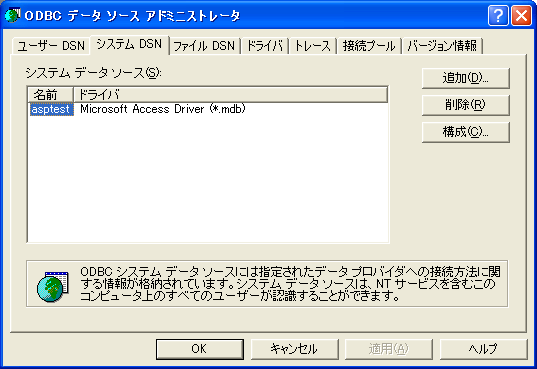 ODBC データ ソース アドミニストレータ
ユーザー DSN システム DSN ファイル DSN ドライバ トレース 接続プール バージョン情報
システム データ ソース(S):
名前 ドライバ
asptest Microsoft Access Driver (*.mdb)
追加(D)...
削除(R)
構成(C)...
ODBC システム データ ソースには指定されたデータ プロバイダへの接続方法に関
する情報が格納されています。システム データ ソースは、NT サービスを含むこの
コンピュータ上のすべてのユーザーが認識することができます。
OK キャンセル 適用(A) ヘルプ